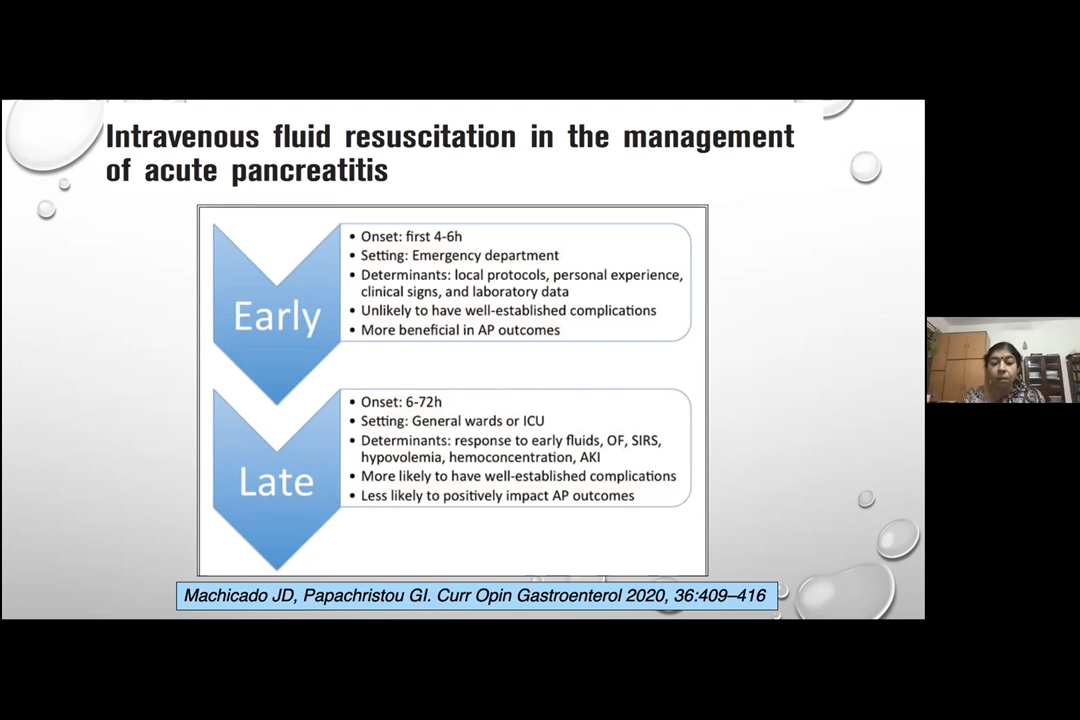 Intravenous fluid resuscitation in the management
of acute pancreatitis
Early
• Onset: first 4-6h
• Setting: Emergency department
• Determinants: local protocols, personal experience,
clinical signs, and laboratory data
• Unlikely to have well-established complications
• More beneficial in AP outcomes
Late
• Onset: 6-72h
• Setting: General wards or ICU
• Determinants: response to early fluids, OF, SIRS,
hypovolemia, hemoconcentration, AKI
• More likely to have well-established complications
• Less likely to positively impact AP outcomes
Machicado JD, Papachristou GI. Curr Opin Gastroenterol 2020, 36:409–416